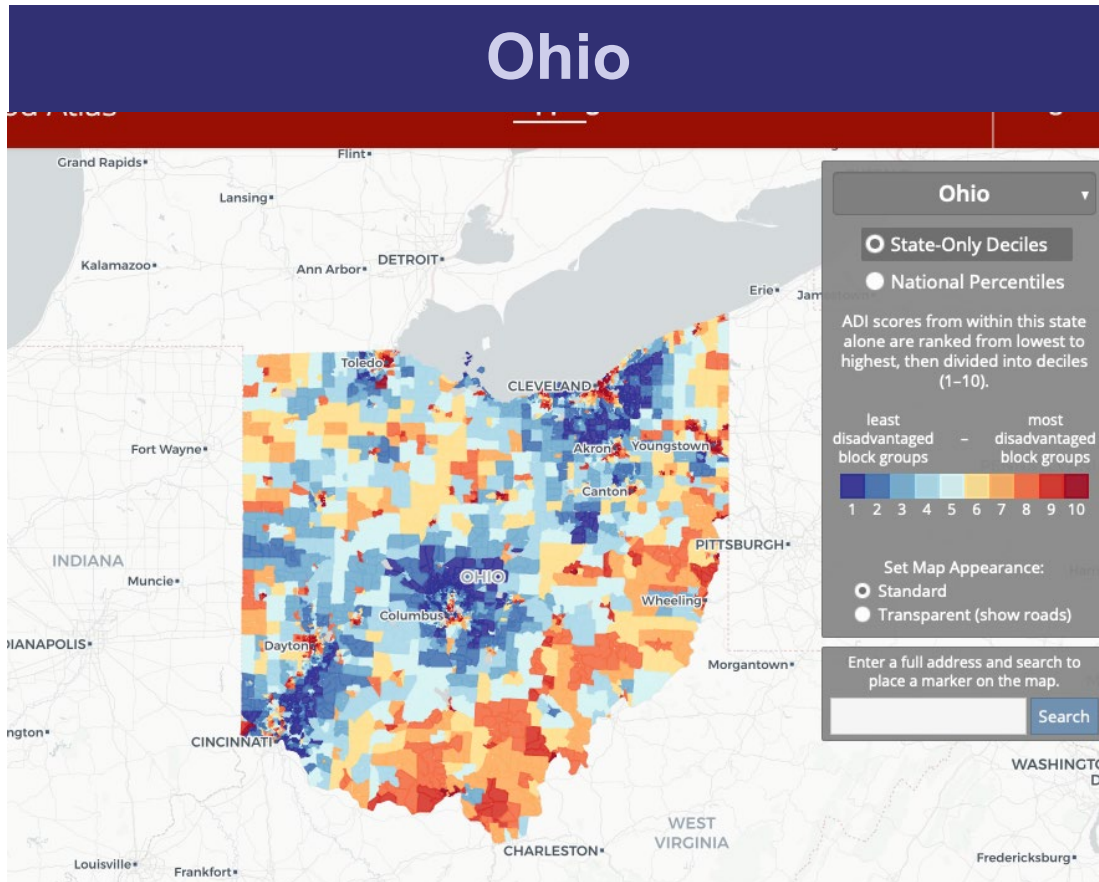 Ohio
Atlas
Grand Rapids
Flint
Lansing
Kalamazoo
Ann Arbor
DETROIT
Erie
Ohio
State-Only Deciles
National Percentiles
ADI scores from within this state
alone are ranked from lowest to
highest, then divided into deciles
(1–10).
least
disadvantaged
block groups
–
most
disadvantaged
block groups
1 2 3 4 5 6 7 8 9 10
Set Map Appearance:
Standard
Transparent (show roads)
Enter a full address and search to
place a marker on the map.
Search
Toledo
CLEVELAND
Fort Wayne
Akron
Youngstown
Canton
PITTSBURGH
INDIANA
Muncie
OHIO
Columbus
Wheeling
DIANAPOLIS
Dayton
Morgantown
ngton
CINCINNATI
WASHINGTO
D
WEST
VIRGINIA
CHARLESTON
Louisville
Frankfort
Fredericksburg